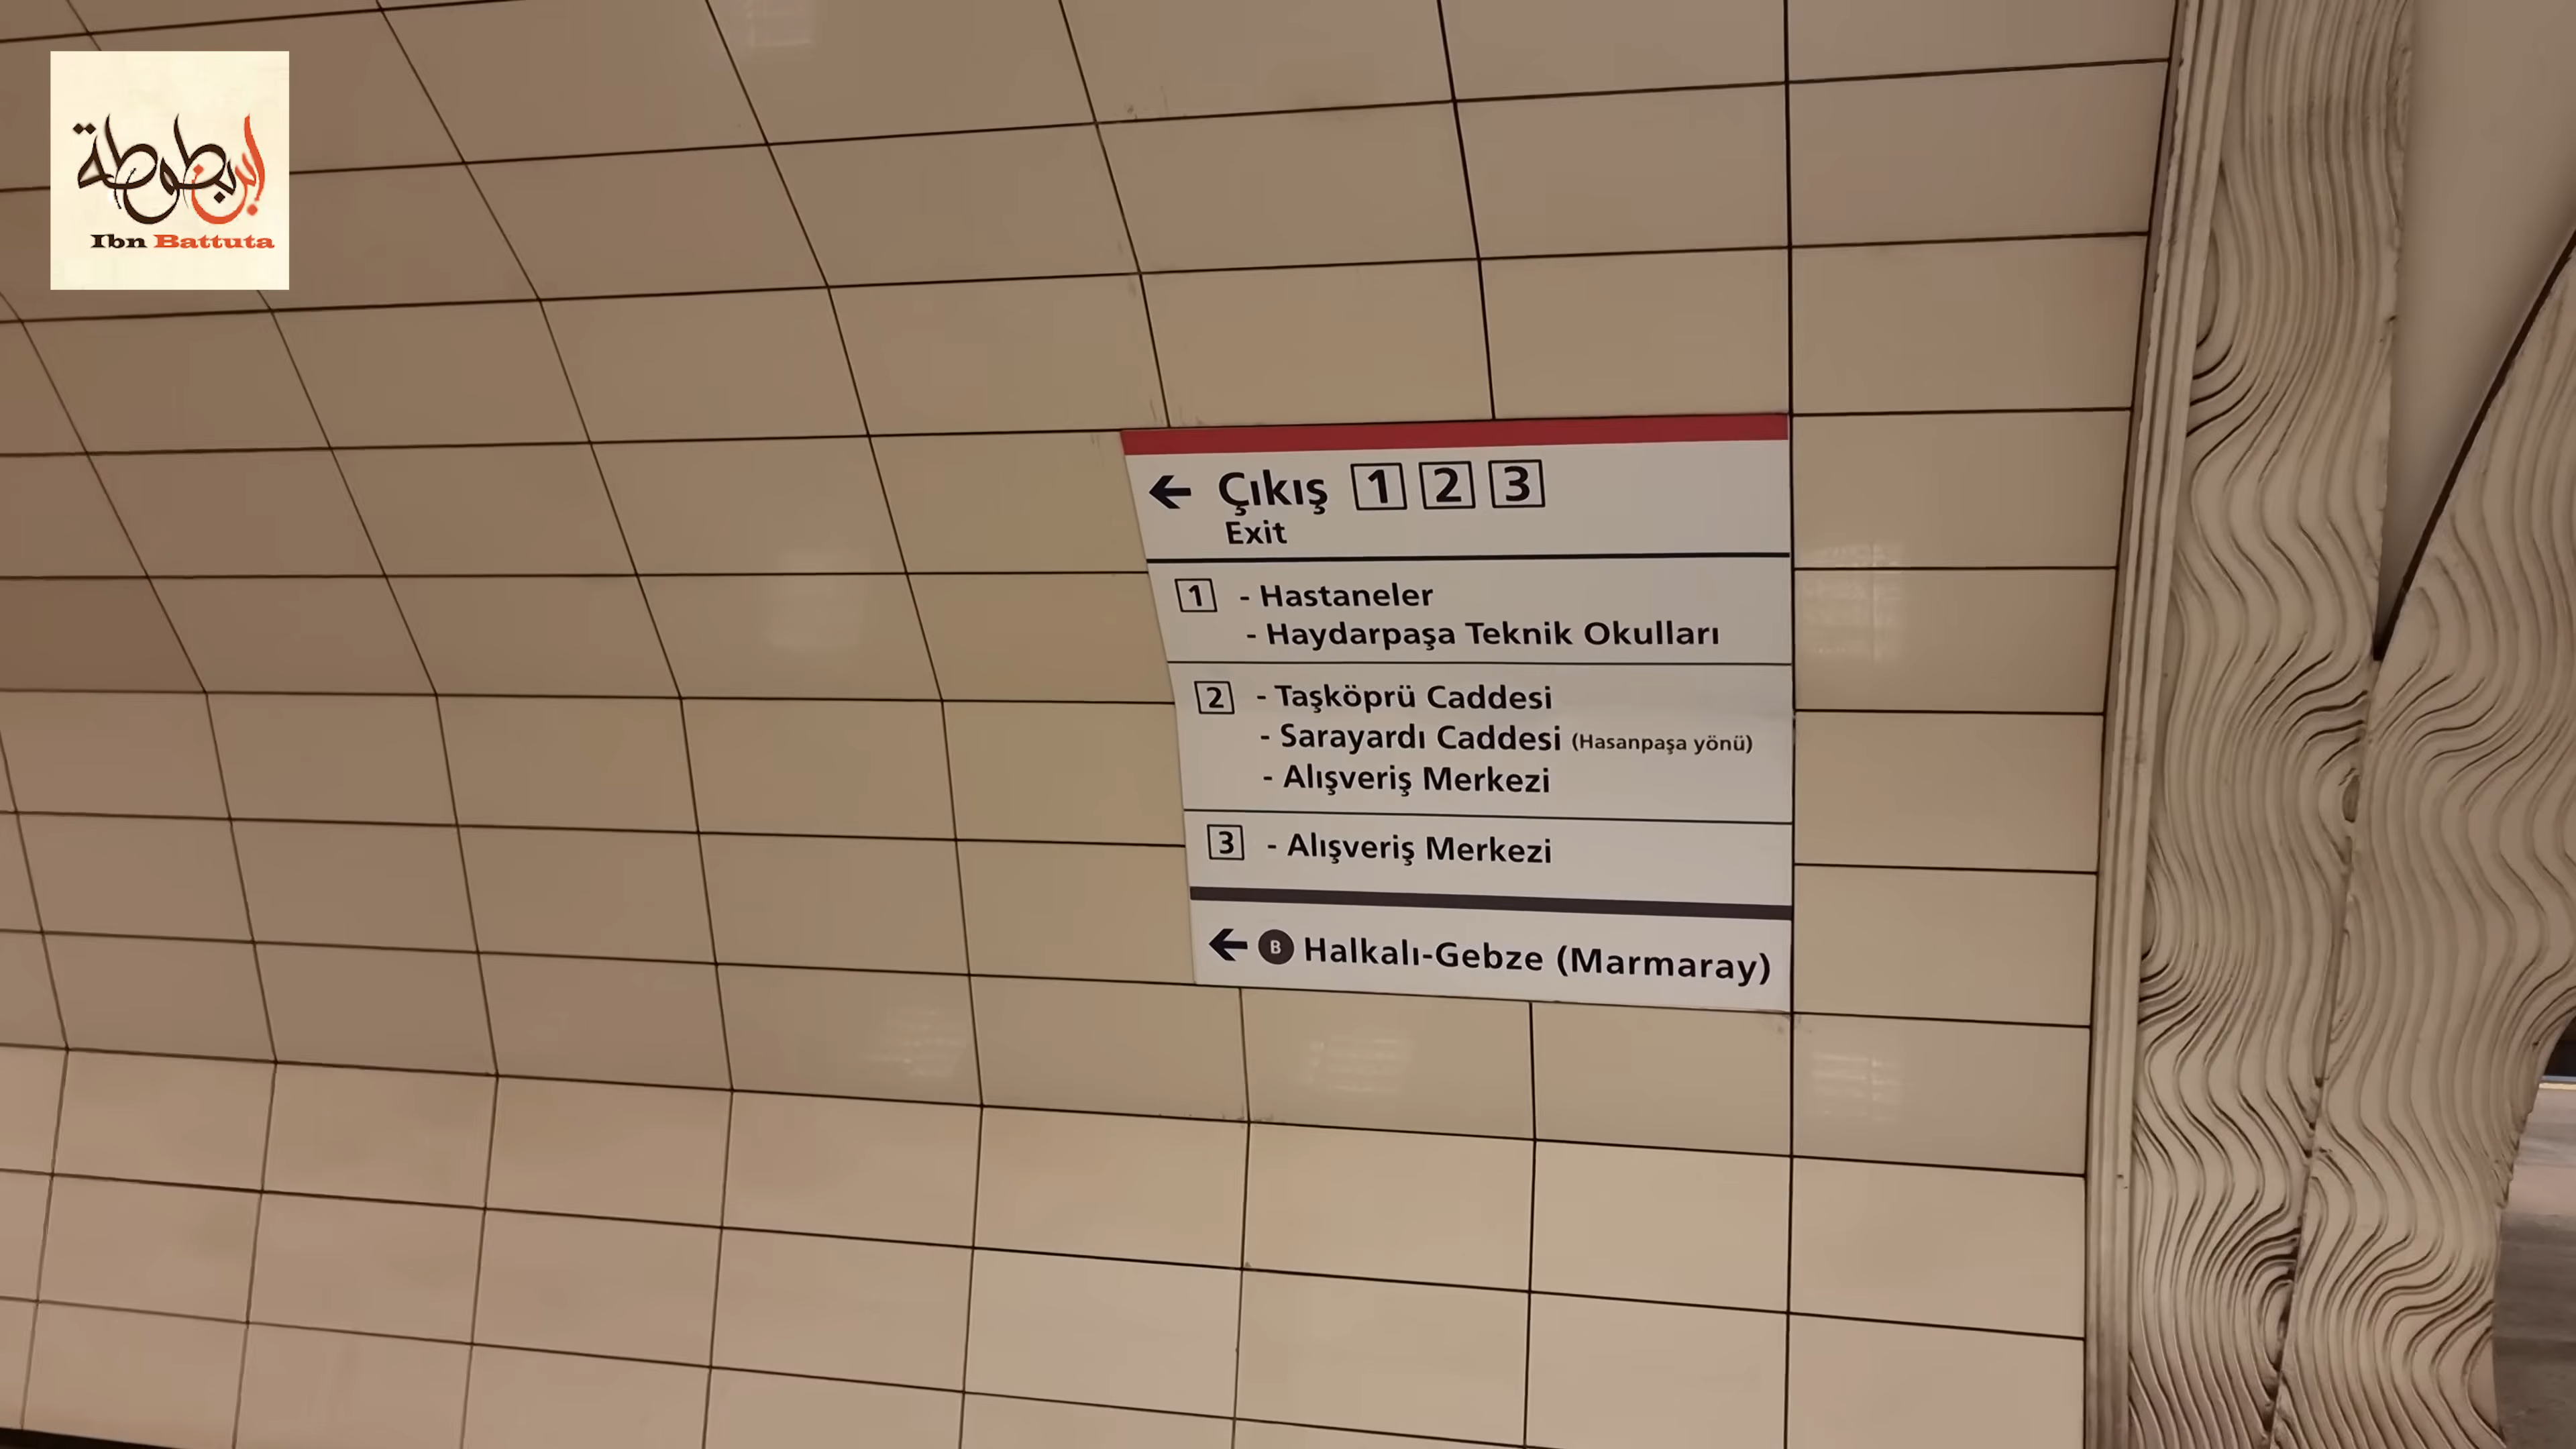 ابن بطوطة
Ibn Battuta
← Çıkış 1 2 3
Exit
1 - Hastaneler
- Haydarpaşa Teknik Okulları
2 - Taşköprü Caddesi
- Sarayardı Caddesi (Hasanpaşa yönü)
- Alışveriş Merkezi
3 - Alışveriş Merkezi
← B Halkalı-Gebze (Marmaray)